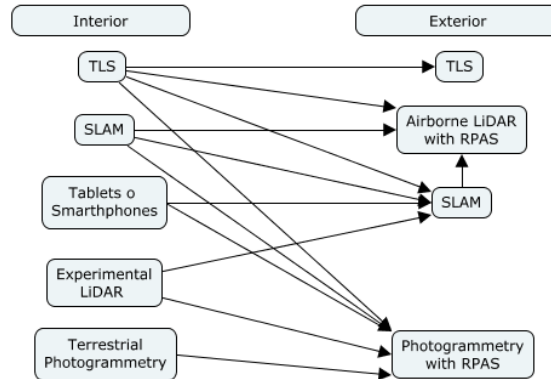 Interior
Exterior
TLS
TLS
SLAM
Airborne LiDAR
with RPAS
Tablets o
Smarthphones
SLAM
Experimental
LiDAR
Terrestrial
Photogrammetry
Photogrammetry
with RPAS